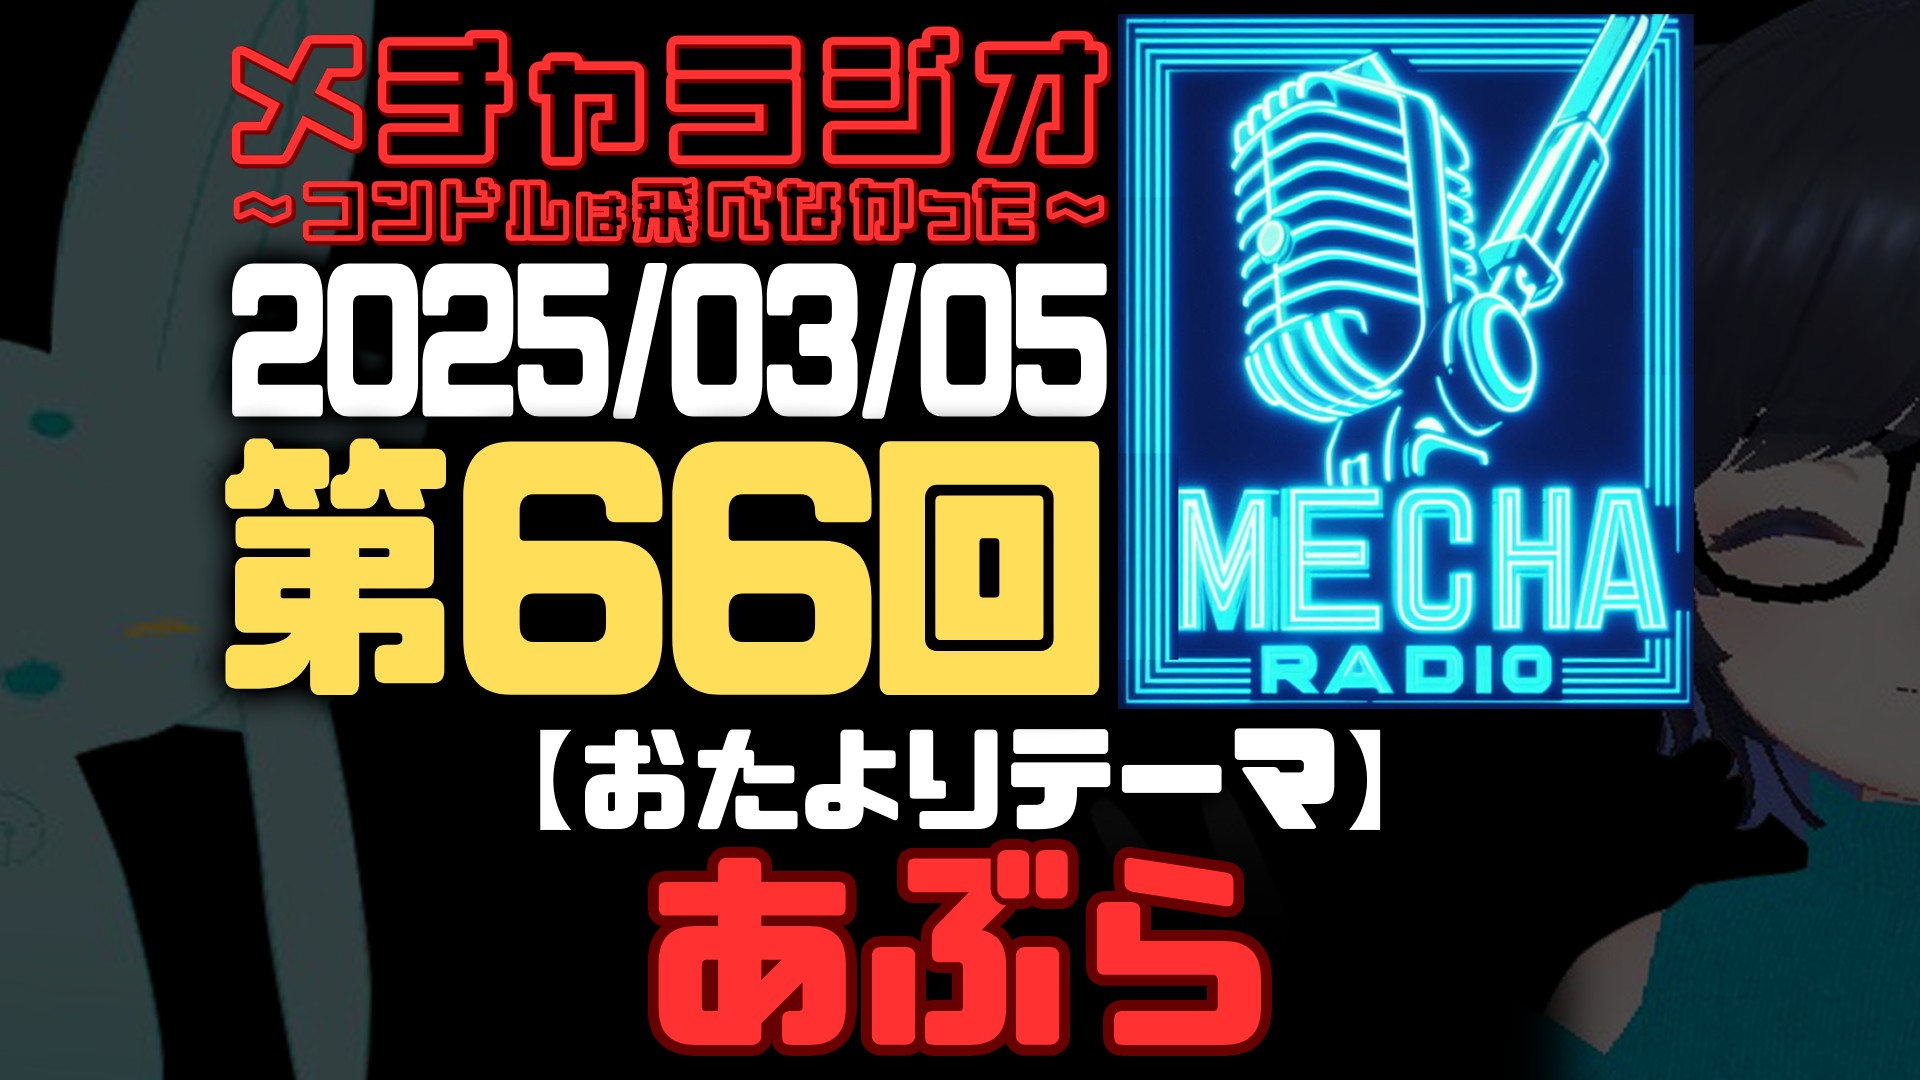 メチャラジオ
～コンドルは飛べなかった～
2025/03/05
第66回
MECHA
RADIO
【おたよりテーマ】
あぶら